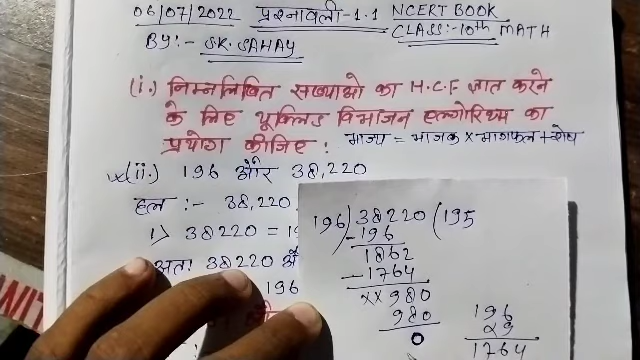 06/07/2022 प्रश्नावली-1.1 NCERT BOOK
BY:- SK. SAHAY CLASS:-10th MATH
(i.) निम्नलिखित संख्याओ का H.C.F ज्ञात करने
के लिए यूक्लिड विभाजन एल्गोरिथ्म का
प्रयोग कीजिए : भाज्य = भाजक × भागफल + शेष
(ii.) 196 और 38,220
हल :- 38,220
1> 38220 =
अतः 38220
196
196)38220(195
-196
1862
-1764
××980
980
0
196
×9
1764